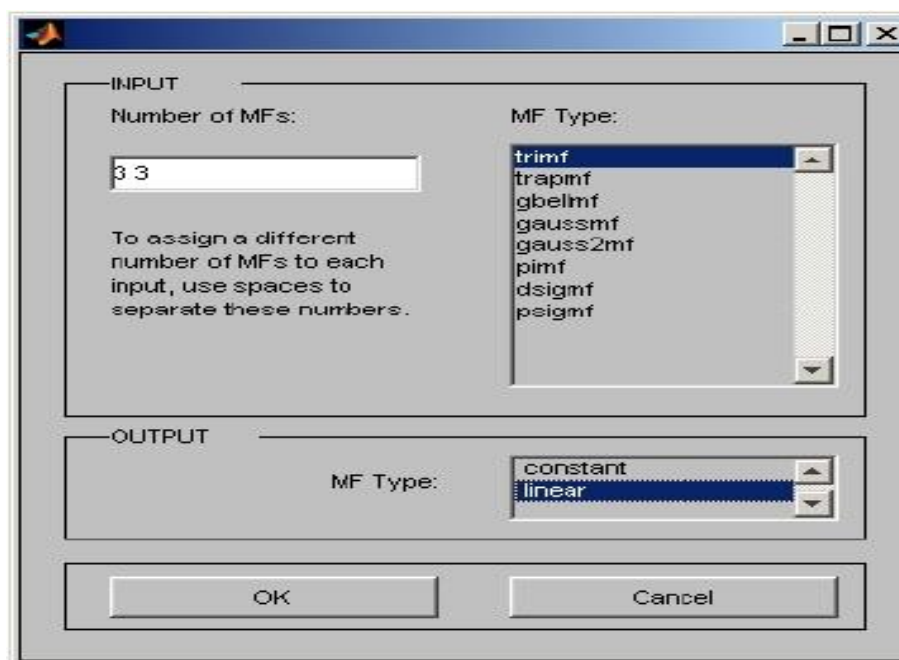 INPUT
Number of MFs:
3 3
To assign a different
number of MFs to each
input, use spaces to
separate these numbers.
MF Type:
trimf
trapmf
gbellmf
gaussmf
gauss2mf
pimf
dsigmf
psigmf
OUTPUT
MF Type:
constant
linear
OK
Cancel